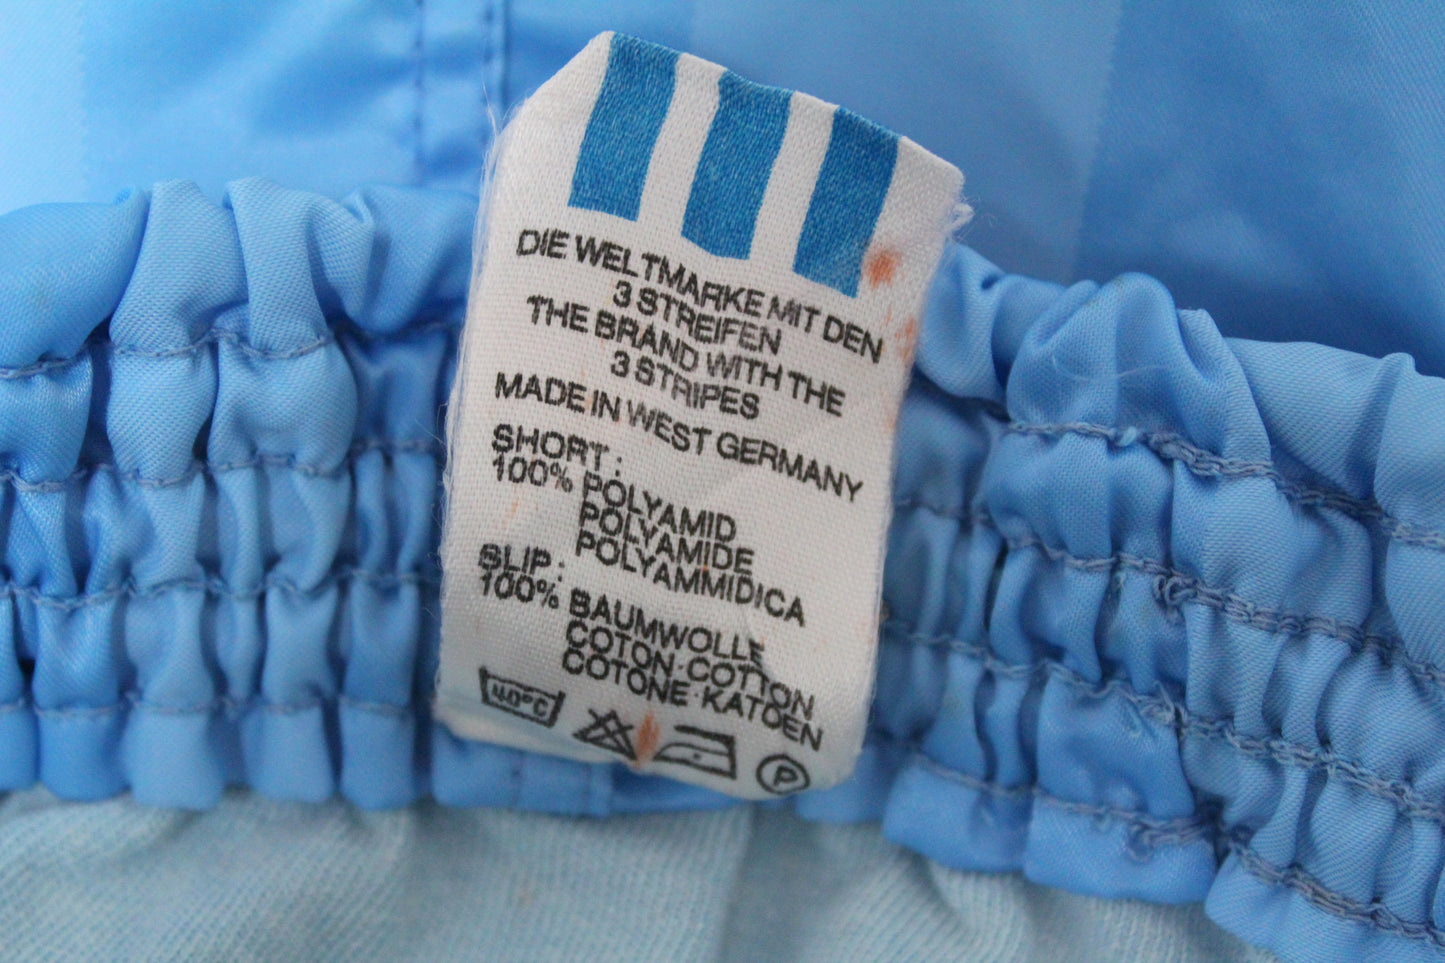 DIE WELTMARKE MIT DEN
3 STREIFEN
THE BRAND WITH THE
3 STRIPES
MADE IN WEST GERMANY
SHORT :
100% POLYAMID
POLYAMIDE
POLYAMMIDICA
SLIP :
100% BAUMWOLLE
COTON·COTTON
COTONE·KATOEN
40°C
P